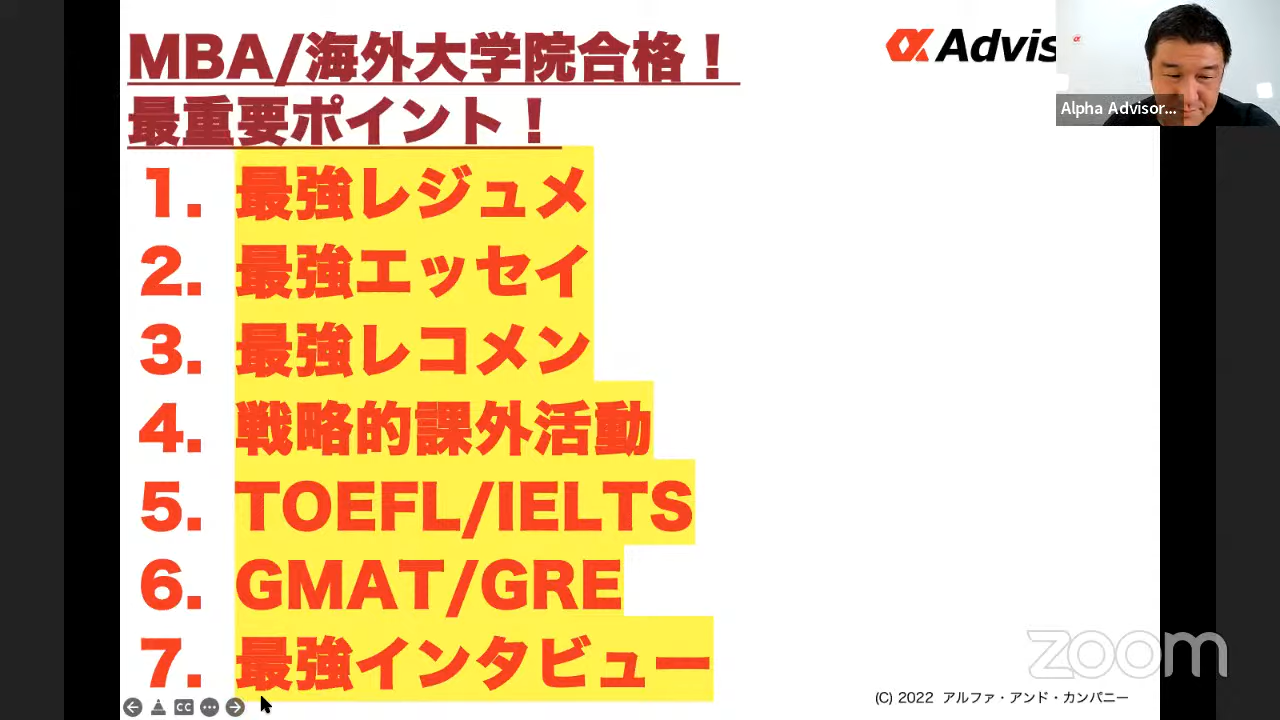 MBA/海外大学院合格！
最重要ポイント！
1. 最強レジュメ
2. 最強エッセイ
3. 最強レコメン
4. 戦略的課外活動
5. TOEFL/IELTS
6. GMAT/GRE
7. 最強インタビュー
Advis
Alpha Advisor...
zoom
(C) 2022 アルファ・アンド・カンパニー
CC